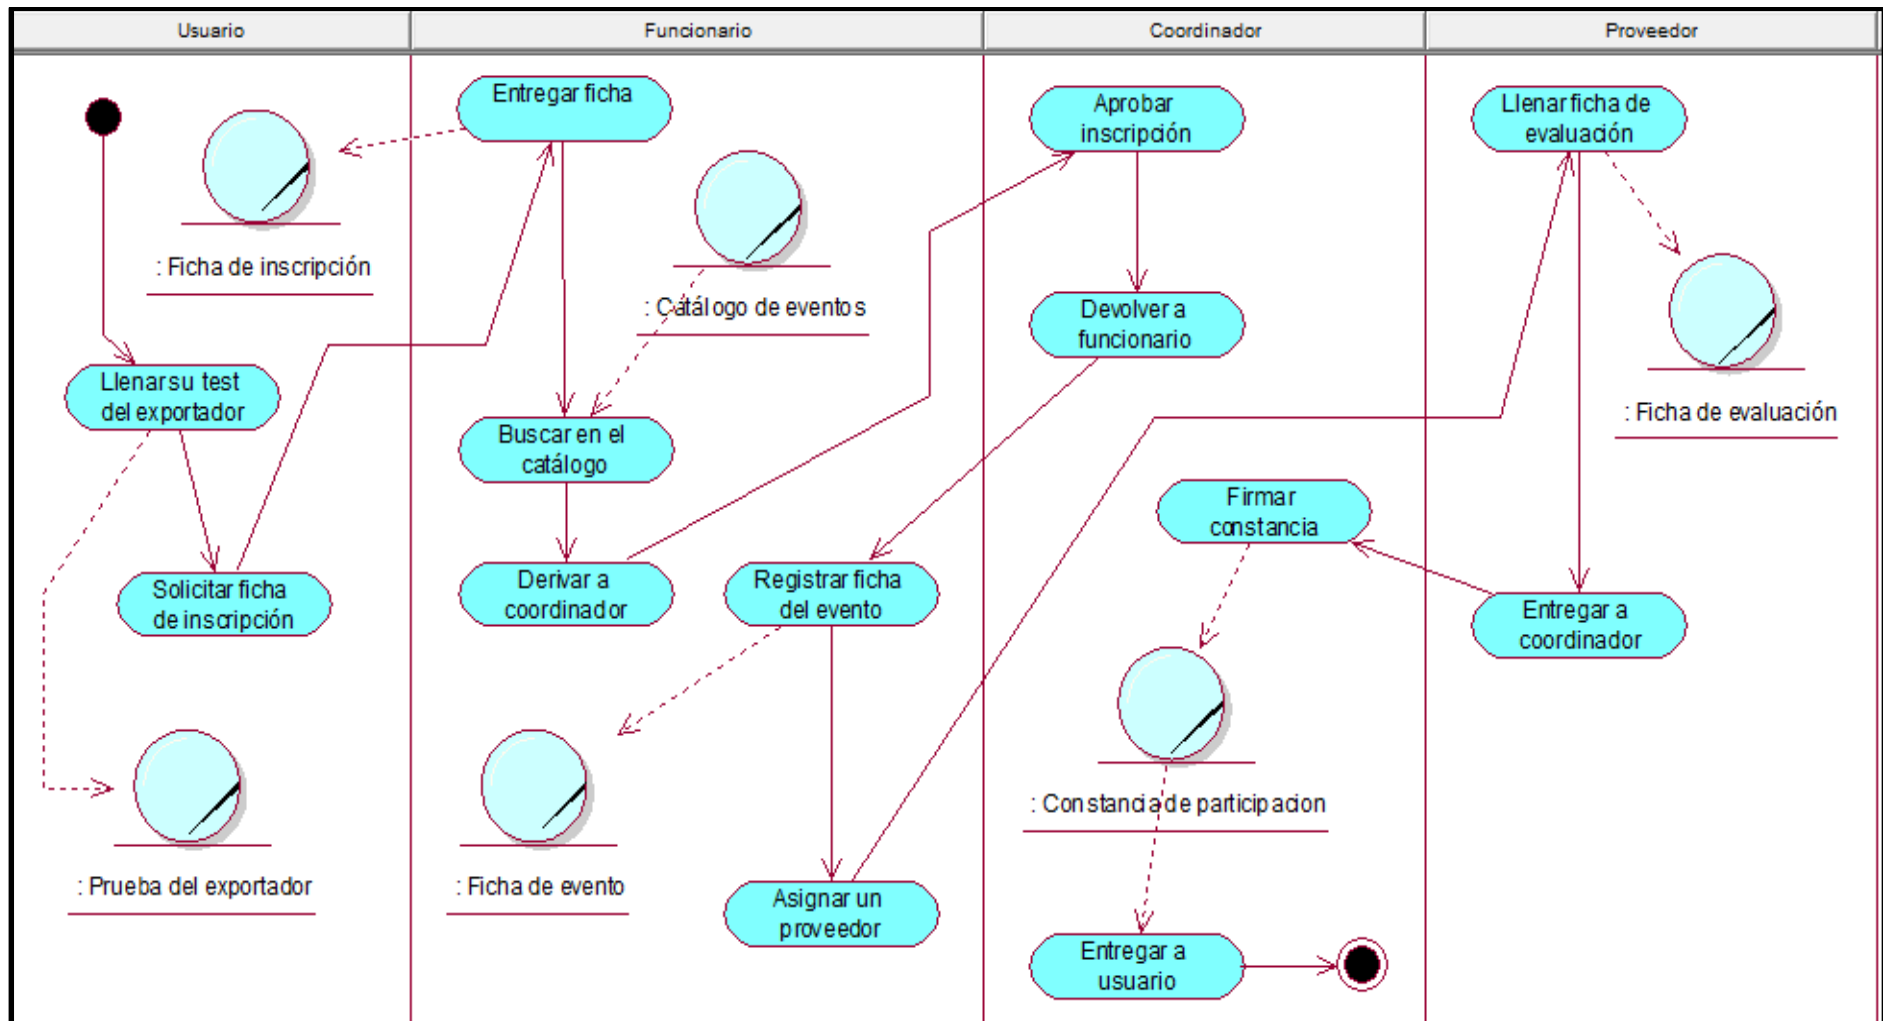 Usuario
Funcionario
Coordinador
Proveedor
Entregar ficha
Aprobar
inscripción
Llenar ficha de
evaluación
: Ficha de inscripción
: Catálogo de eventos
Devolver a
funcionario
Llenar su test
del exportador
: Ficha de evaluación
Buscar en el
catálogo
Firmar
constancia
Solicitar ficha
de inscripción
Derivar a
coordinador
Registrar ficha
del evento
Entregar a
coordinador
: Constancia de participacion
: Prueba del exportador
: Ficha de evento
Asignar un
proveedor
Entregar a
usuario